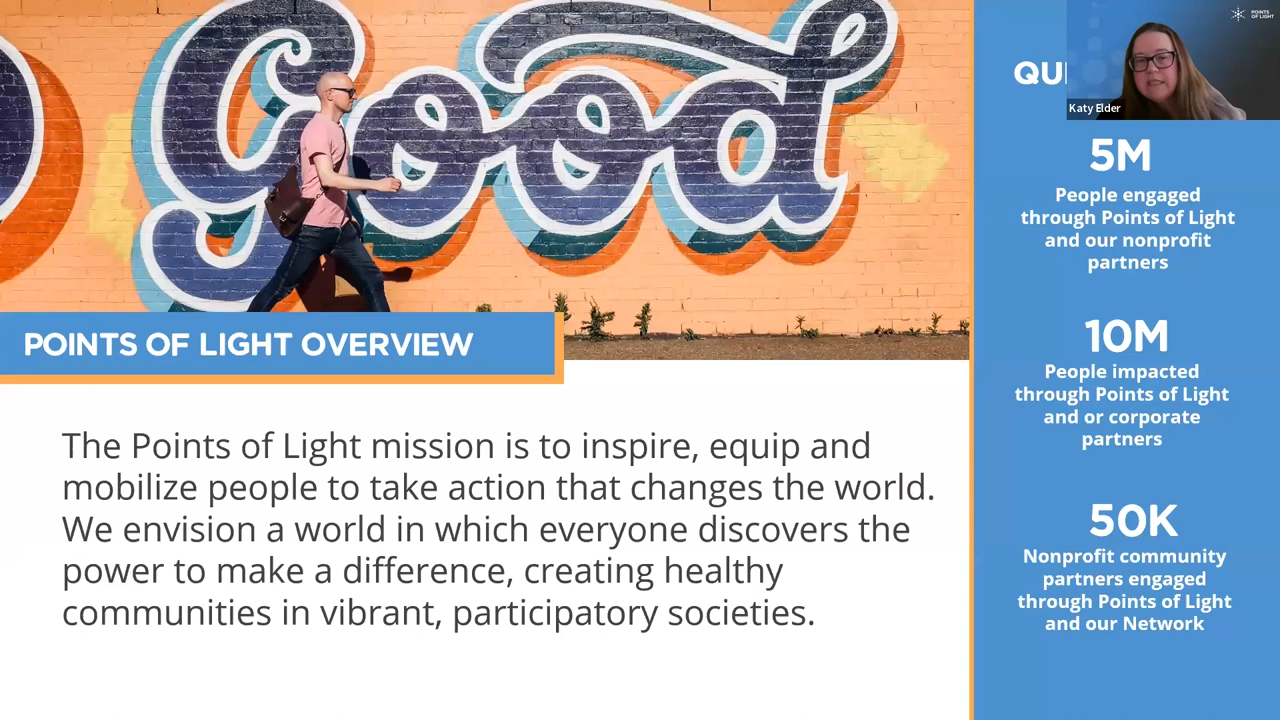 Good
POINTS OF LIGHT OVERVIEW
The Points of Light mission is to inspire, equip and
mobilize people to take action that changes the world.
We envision a world in which everyone discovers the
power to make a difference, creating healthy
communities in vibrant, participatory societies.
POINTS
OF LIGHT
Katy Elder
5M
People engaged
through Points of Light
and our nonprofit
partners
10M
People impacted
through Points of Light
and or corporate
partners
50K
Nonprofit community
partners engaged
through Points of Light
and our Network